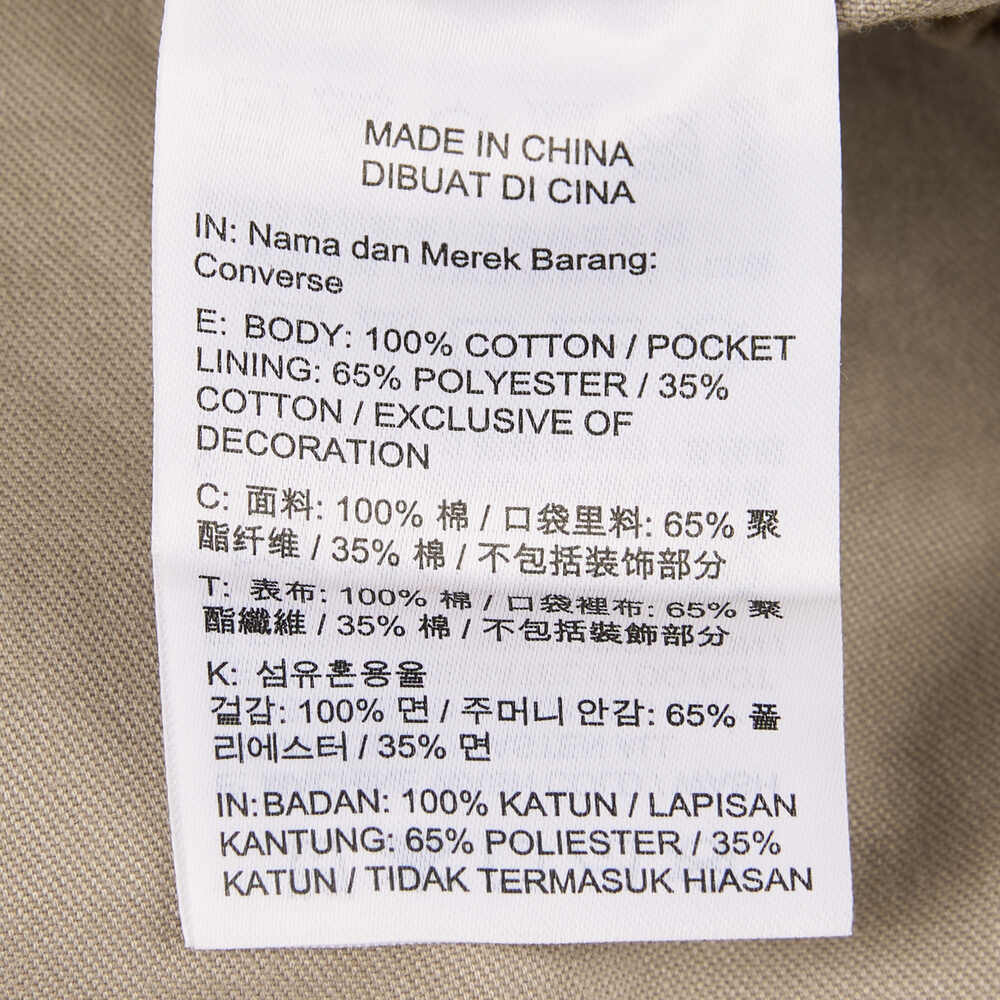 MADE IN CHINA
DIBUAT DI CINA
IN: Nama dan Merek Barang:
Converse
E: BODY: 100% COTTON / POCKET
LINING: 65% POLYESTER / 35%
COTTON / EXCLUSIVE OF
DECORATION
C: 面料: 100% 棉 / 口袋里料: 65% 聚
酯纤维 / 35% 棉 / 不包括装饰部分
T: 表布: 100% 棉 / 口袋裡布: 65% 聚
酯纖維 / 35% 棉 / 不包括裝飾部分
K: 섬유혼용율
겉감: 100% 면 / 주머니 안감: 65% 폴
리에스터 / 35% 면
IN:BADAN: 100% KATUN / LAPISAN
KANTUNG: 65% POLIESTER / 35%
KATUN / TIDAK TERMASUK HIASAN